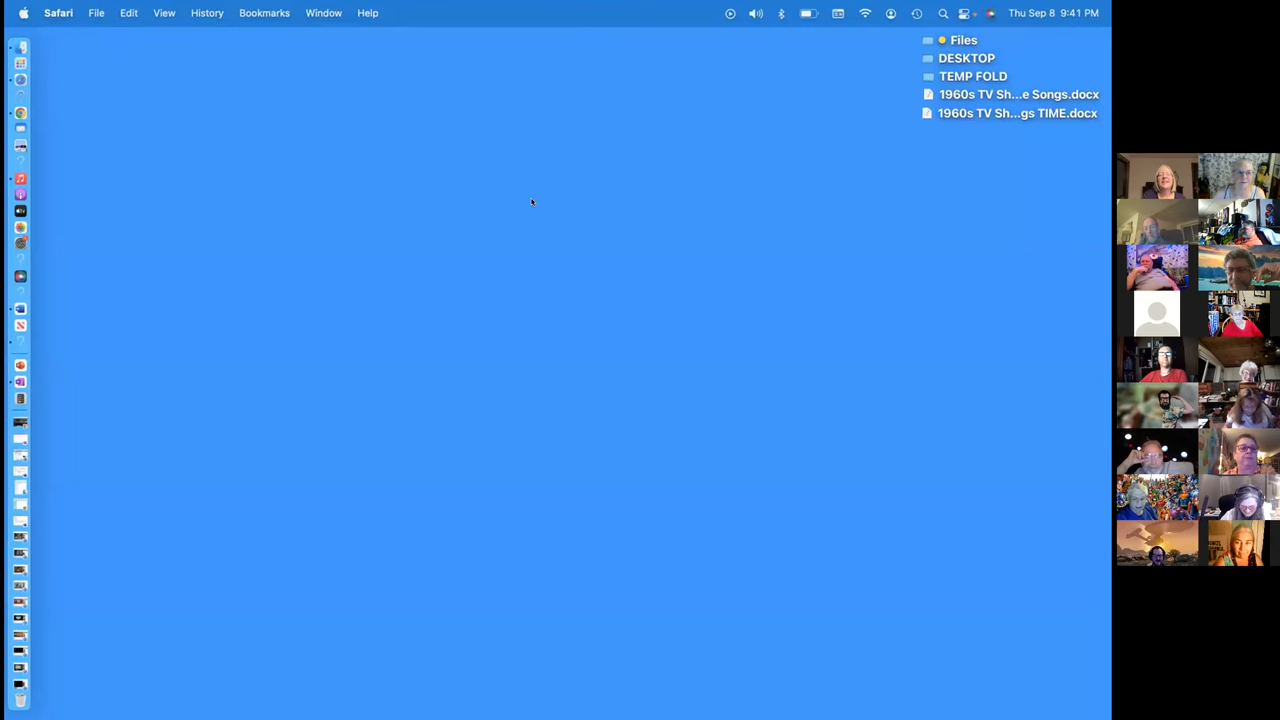 Safari File Edit View History Bookmarks Window Help Thu Sep 8 9:41 PM
Files
DESKTOP
TEMP FOLD
1960s TV Sh...e Songs.docx
1960s TV Sh...gs TIME.docx